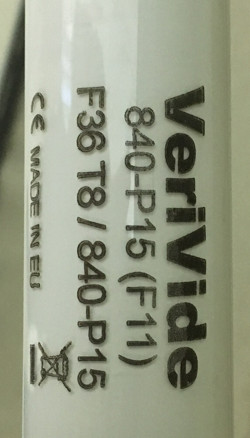 VeriVide
840-P15 (F11)
F36 T8 / 840-P15
CE MADE IN EU